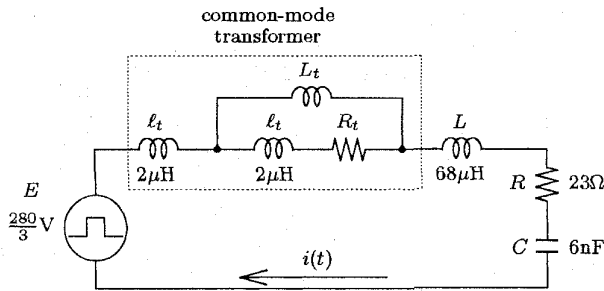 common-mode
transformer
L_t
ℓ_t
ℓ_t
R_t
L
2μH
2μH
68μH
E
280/3 V
R
23Ω
C
6nF
i(t)